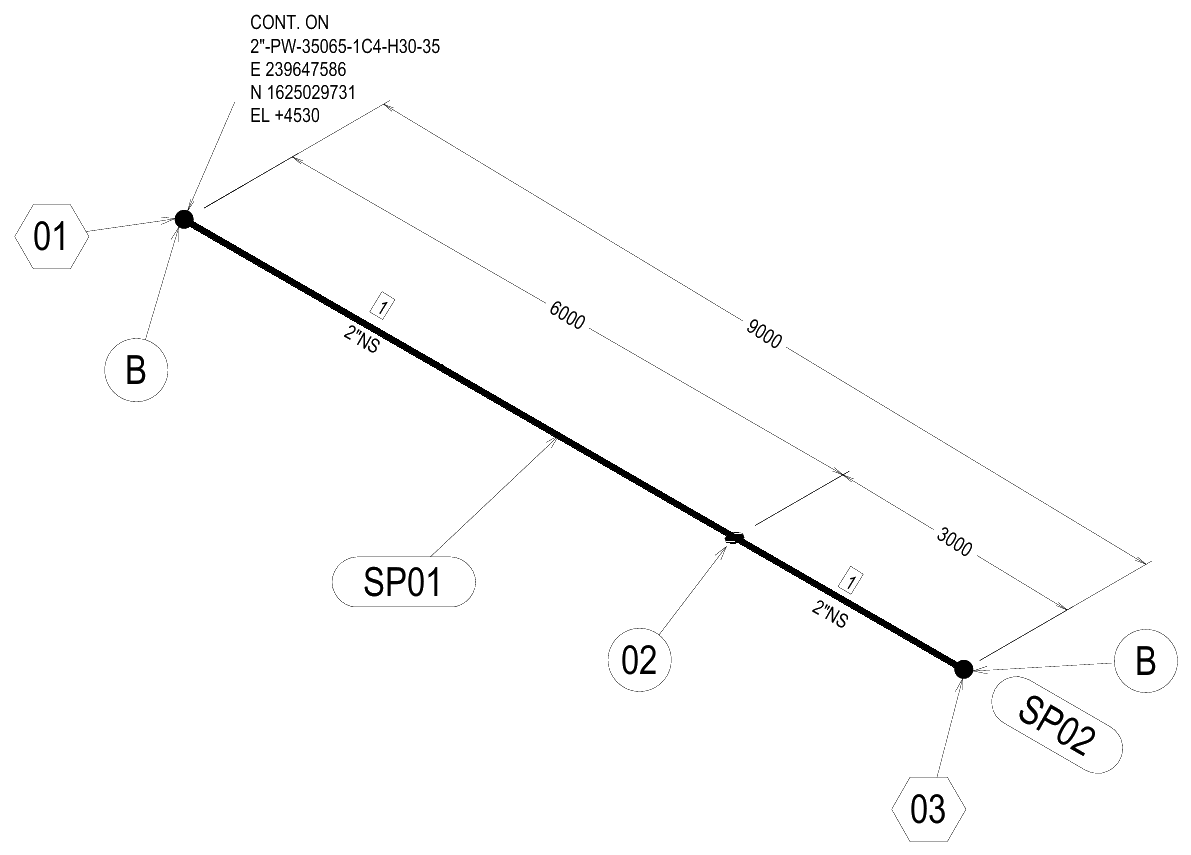 CONT. ON
2"-PW-35065-1C4-H30-35
E 239647586
N 1625029731
EL +4530
01
B
1
2"NS
6000
9000
SP01
02
1
2"NS
3000
B
SP02
03